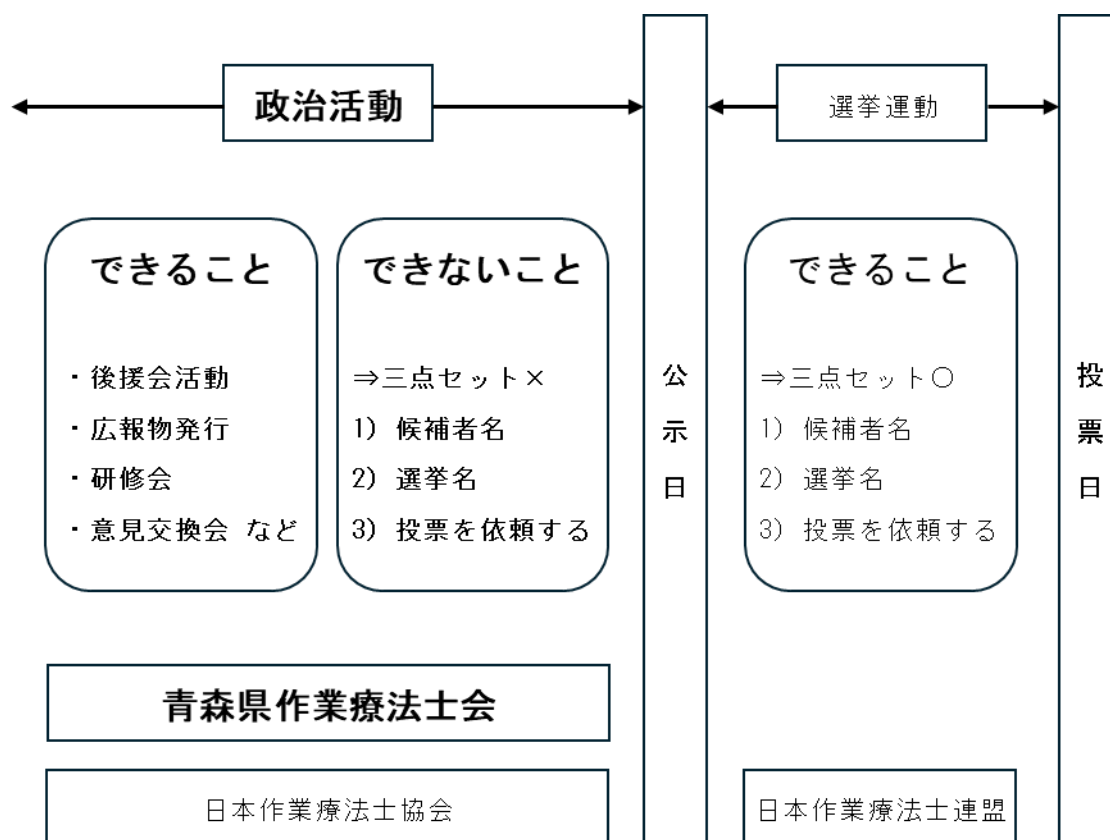 政治活動
選挙運動
できること
・後援会活動
・広報物発行
・研修会
・意見交換会 など
できないこと
⇒三点セット×
1) 候補者名
2) 選挙名
3) 投票を依頼する
公示日
できること
⇒三点セット〇
1) 候補者名
2) 選挙名
3) 投票を依頼する
投票日
青森県作業療法士会
日本作業療法士協会
日本作業療法士連盟